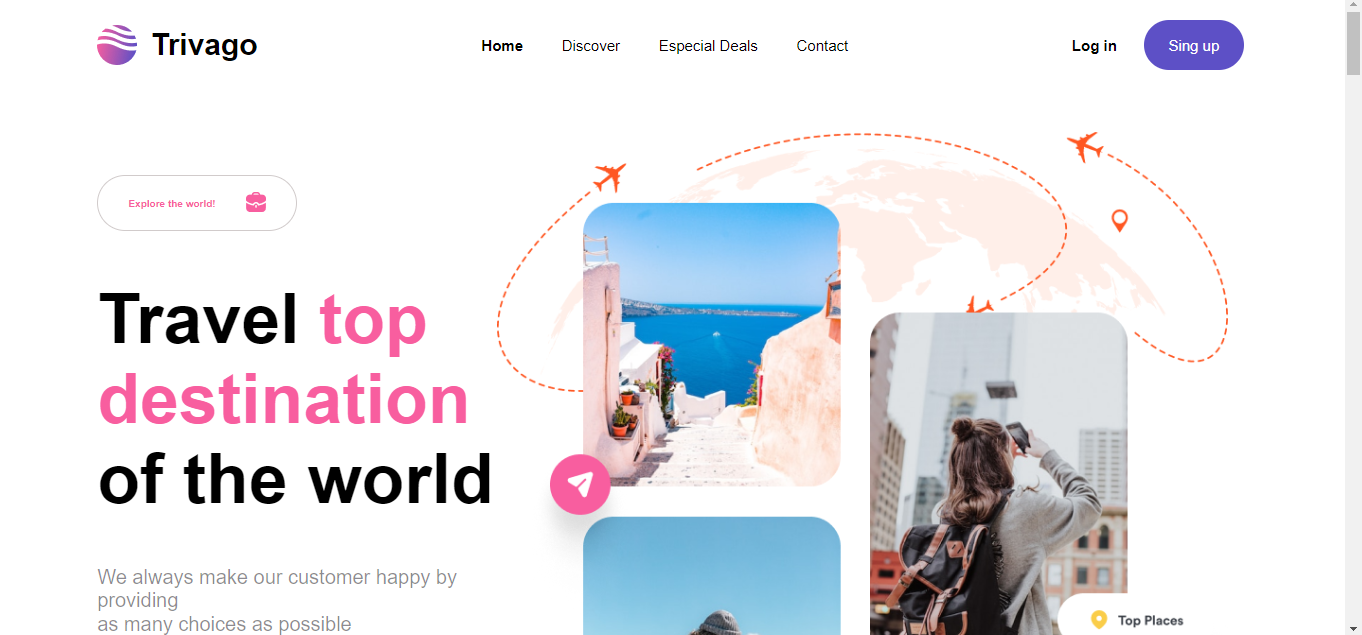 Trivago
Home
Discover
Especial Deals
Contact
Log in
Sing up
Explore the world!
Travel top
destination
of the world
We always make our customer happy by
providing
as many choices as possible
Top Places